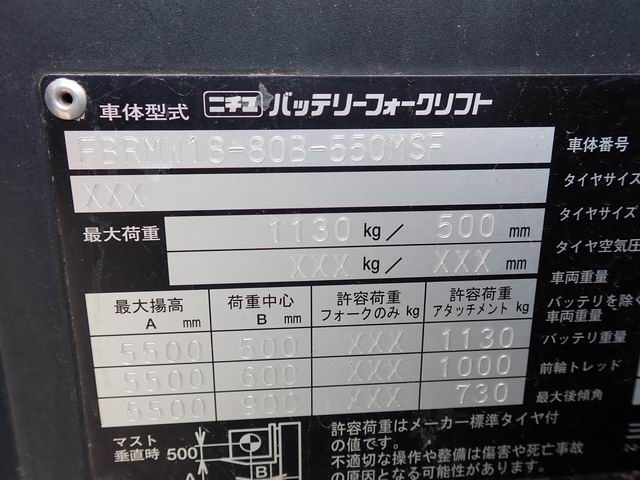 車体型式 ニチユ バッテリーフォークリフト
FBRMW18-80B-550MSF
XXX
最大荷重 1130 kg/ 500 mm
XXX kg/ XXX mm
最大揚高 A mm 荷重中心 B mm 許容荷重 フォークのみ kg 許容荷重 アタッチメント kg
5500 500 XXX 1130
5500 600 XXX 1000
5500 900 XXX 730
マスト 垂直時 500 B A
許容荷重はメーカー標準タイヤ付
の値です。
不適切な操作や整備は傷害や死亡事故
の原因となる可能性があります。
車体番号
タイヤサイズ
タイヤサイズ
タイヤ空気圧
車両重量
バッテリを除く
車両重量
バッテリ重量
前輪トレッド
最大後傾角